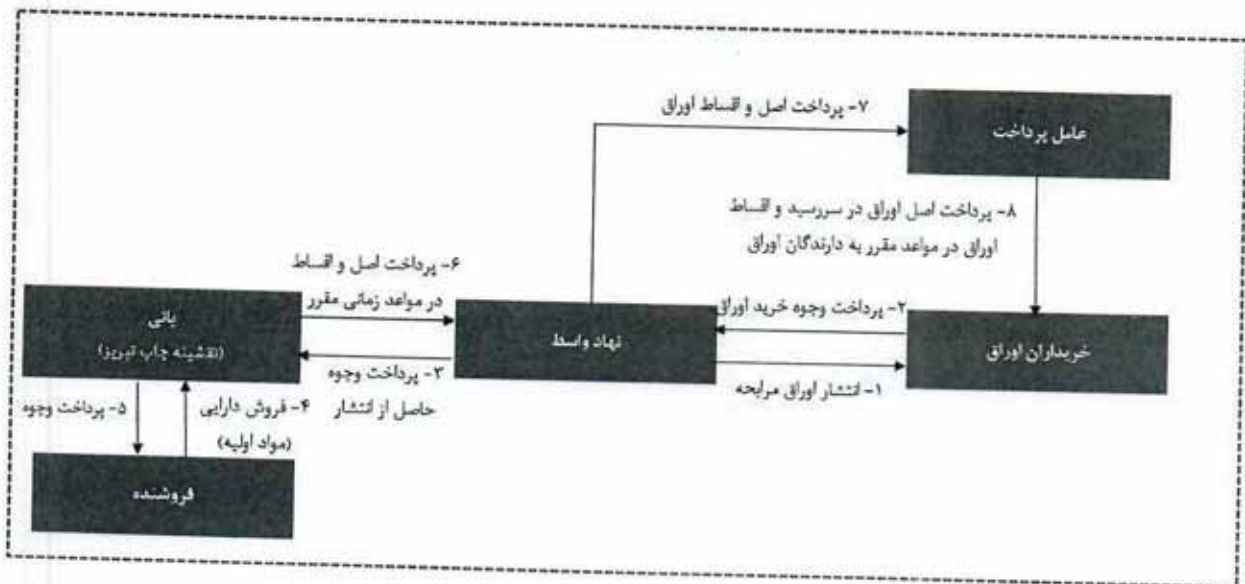 ۷- پرداخت اصل و اقساط اوراق
عامل پرداخت
۸- پرداخت اصل اوراق در سررسید و اقساط
اوراق در مواعد مقرر به دارندگان اوراق
۶- پرداخت اصل و اقساط
در مواعد زمانی مقرر
بانی
(نقشینه چاپ تبریز)
نهاد واسط
۲- پرداخت وجوه خرید اوراق
خریداران اوراق
۱- انتشار اوراق مرابحه
۳- پرداخت وجوه
حاصل از انتشار
۴- فروش دارایی
(مواد اولیه)
۵- پرداخت وجوه
فروشنده